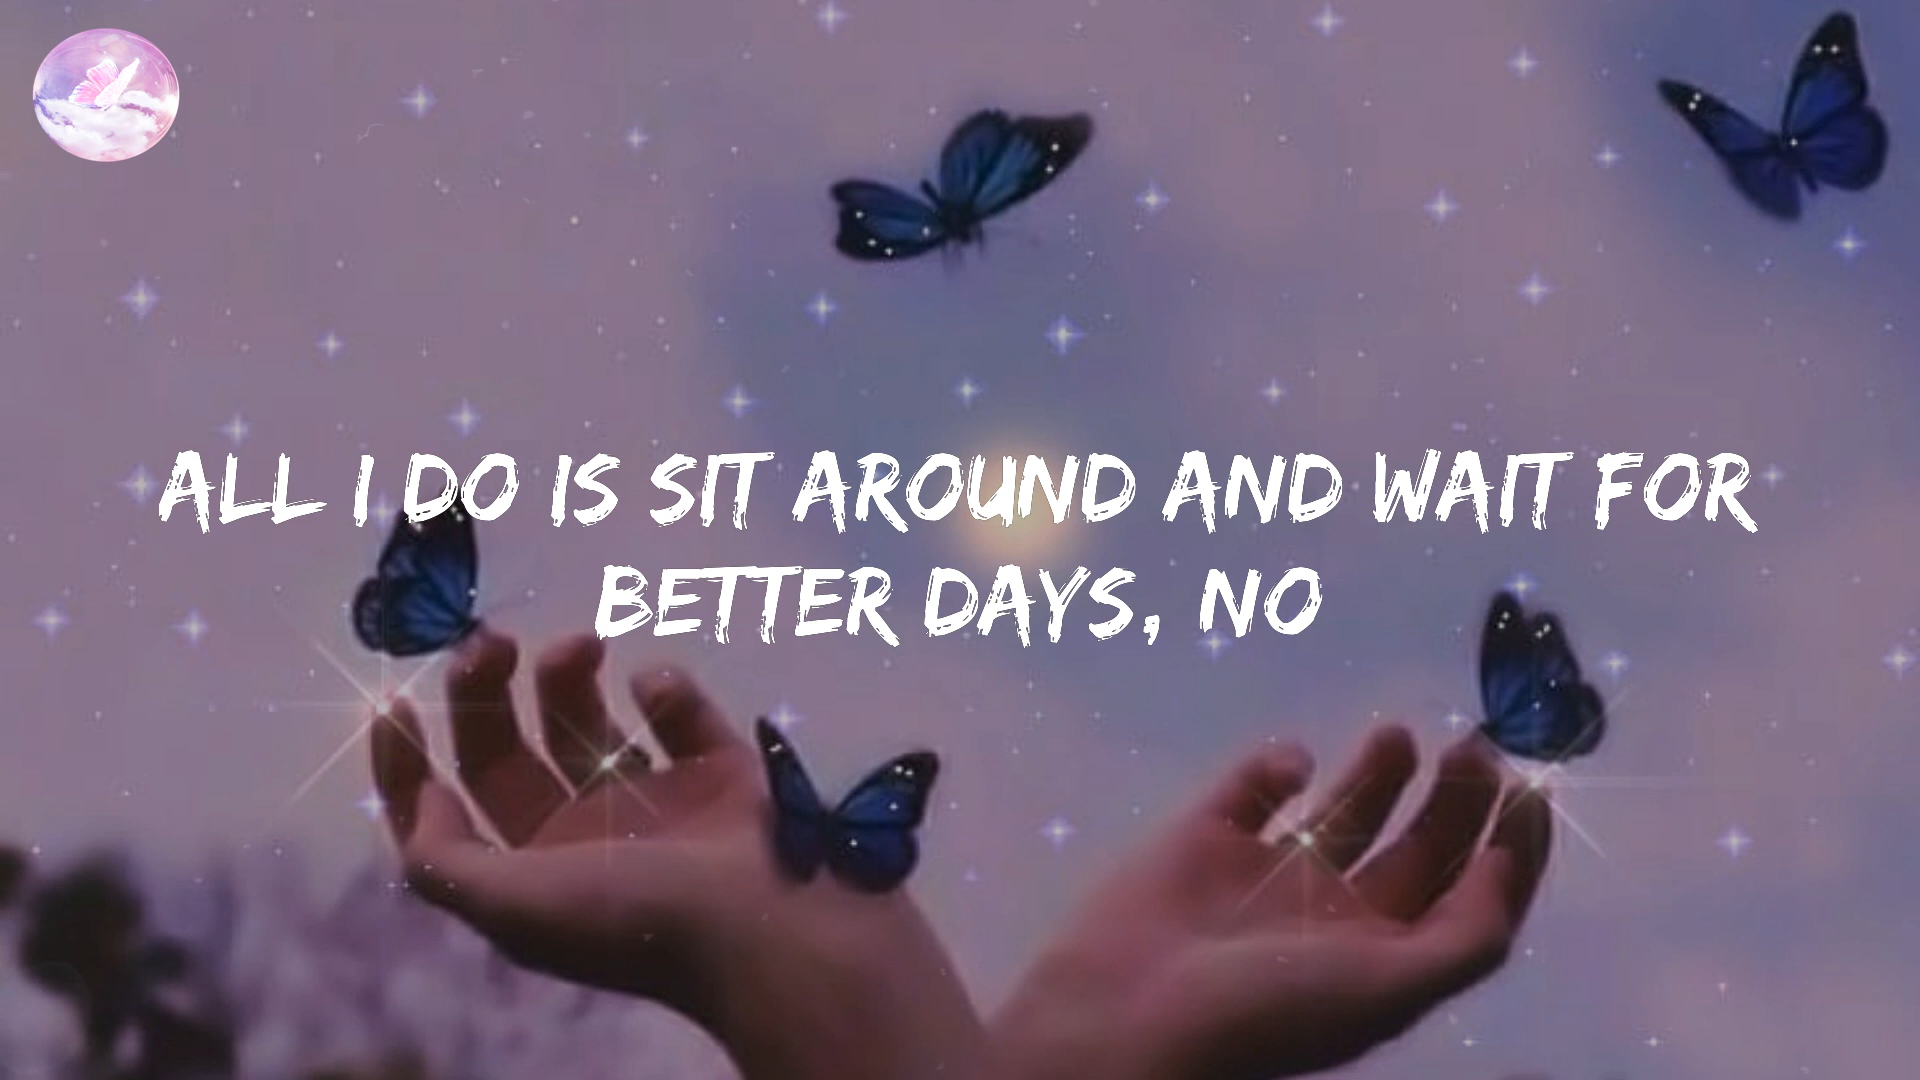 ALL I DO IS SIT AROUND AND WAIT FOR
BETTER DAYS, NO